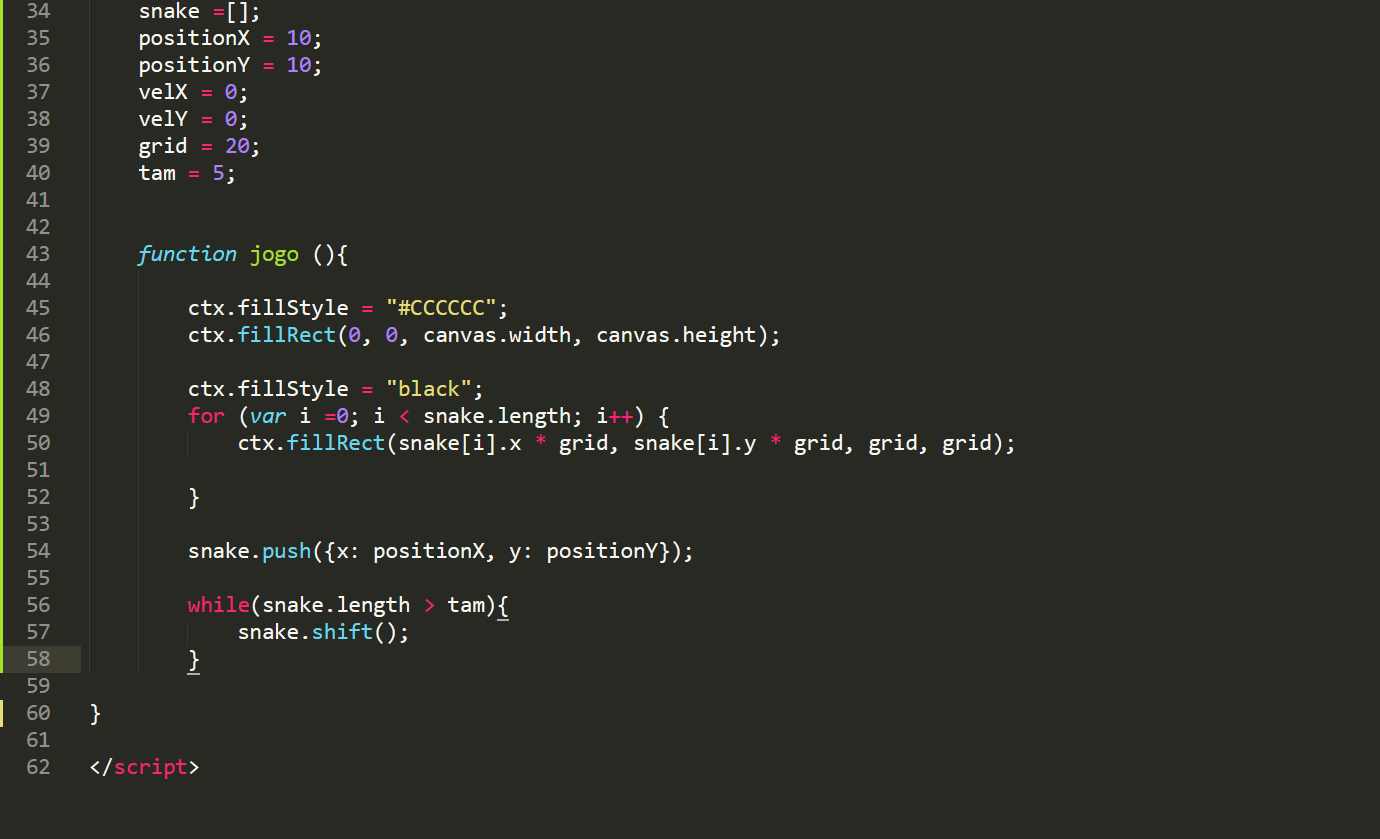 34 snake =[];
35 positionX = 10;
36 positionY = 10;
37 velX = 0;
38 velY = 0;
39 grid = 20;
40 tam = 5;
41
42
43 function jogo (){
44
45 ctx.fillStyle = "#CCCCCC";
46 ctx.fillRect(0, 0, canvas.width, canvas.height);
47
48 ctx.fillStyle = "black";
49 for (var i =0; i < snake.length; i++) {
50 ctx.fillRect(snake[i].x * grid, snake[i].y * grid, grid, grid);
51
52 }
53
54 snake.push({x: positionX, y: positionY});
55
56 while(snake.length > tam){
57 snake.shift();
58 }
59
60 }
61
62 </script>